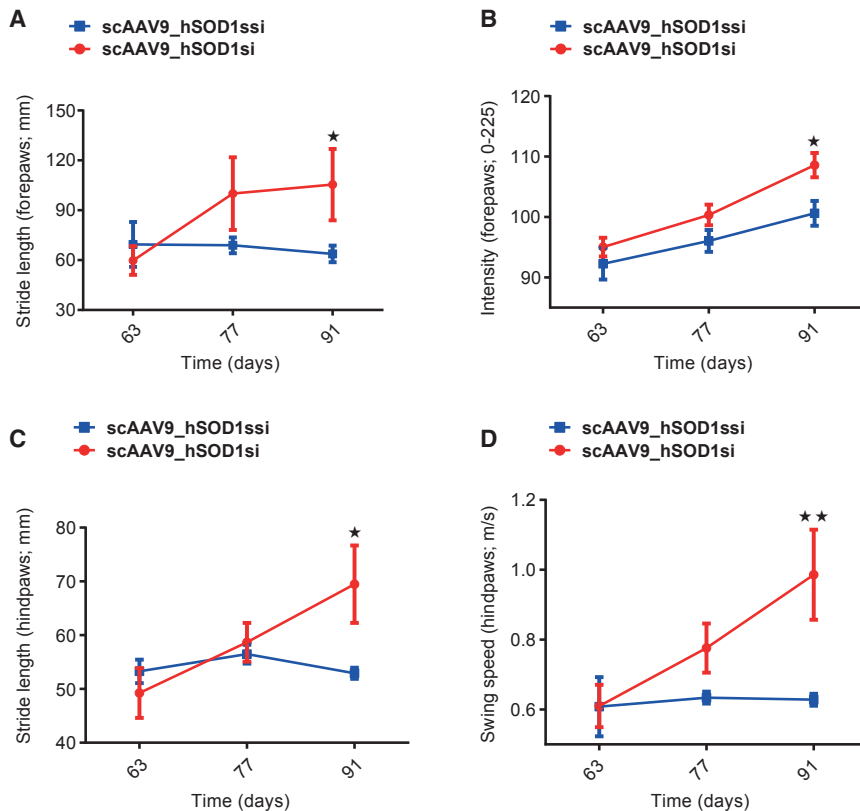 A
scAAV9_hSOD1ssi
scAAV9_hSOD1si
Stride length (forepaws; mm)
150
120
90
60
30
★
63
77
91
Time (days)
B
scAAV9_hSOD1ssi
scAAV9_hSOD1si
Intensity (forepaws; 0-225)
120
110
100
90
★
63
77
91
Time (days)
C
scAAV9_hSOD1ssi
scAAV9_hSOD1si
Stride length (hindpaws; mm)
80
70
60
50
40
★
63
77
91
Time (days)
D
scAAV9_hSOD1ssi
scAAV9_hSOD1si
Swing speed (hindpaws; m/s)
1.2
1.0
0.8
0.6
★★
63
77
91
Time (days)